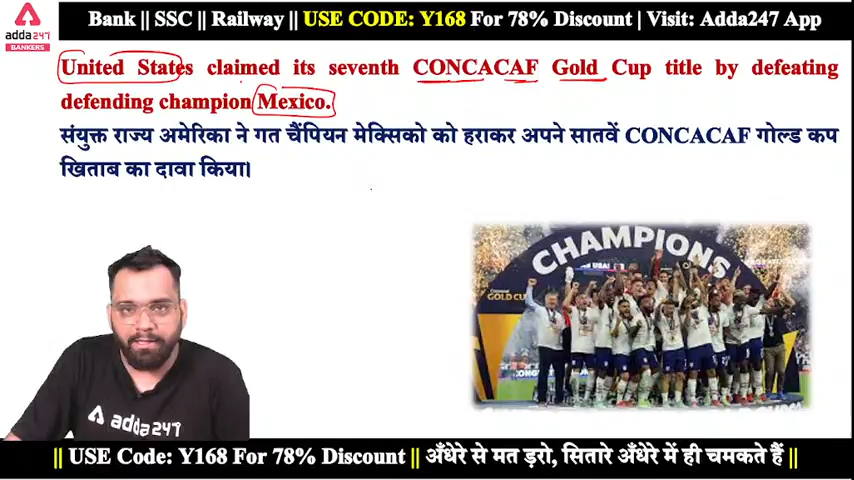 Bank || SSC || Railway || USE CODE: Y168 For 78% Discount | Visit: Adda247 App
adda247
BANKERS
United States claimed its seventh CONCACAF Gold Cup title by defeating
defending champion Mexico.
संयुक्त राज्य अमेरिका ने गत चैंपियन मेक्सिको को हराकर अपने सातवें CONCACAF गोल्ड कप
खिताब का दावा किया।
CHAMPIONS
GOLD CUP
adda247
|| USE Code: Y168 For 78% Discount || अँधेरे से मत ड़रो, सितारे अँधेरे में ही चमकते हैं ||